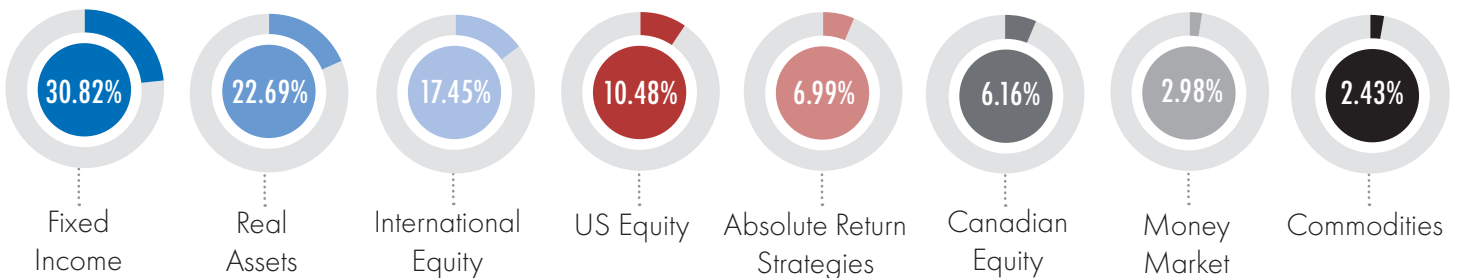 30.82%
22.69%
17.45%
10.48%
6.99%
6.16%
2.98%
2.43%
Fixed
Income
Real
Assets
International
Equity
US Equity
Absolute Return
Strategies
Canadian
Equity
Money
Market
Commodities